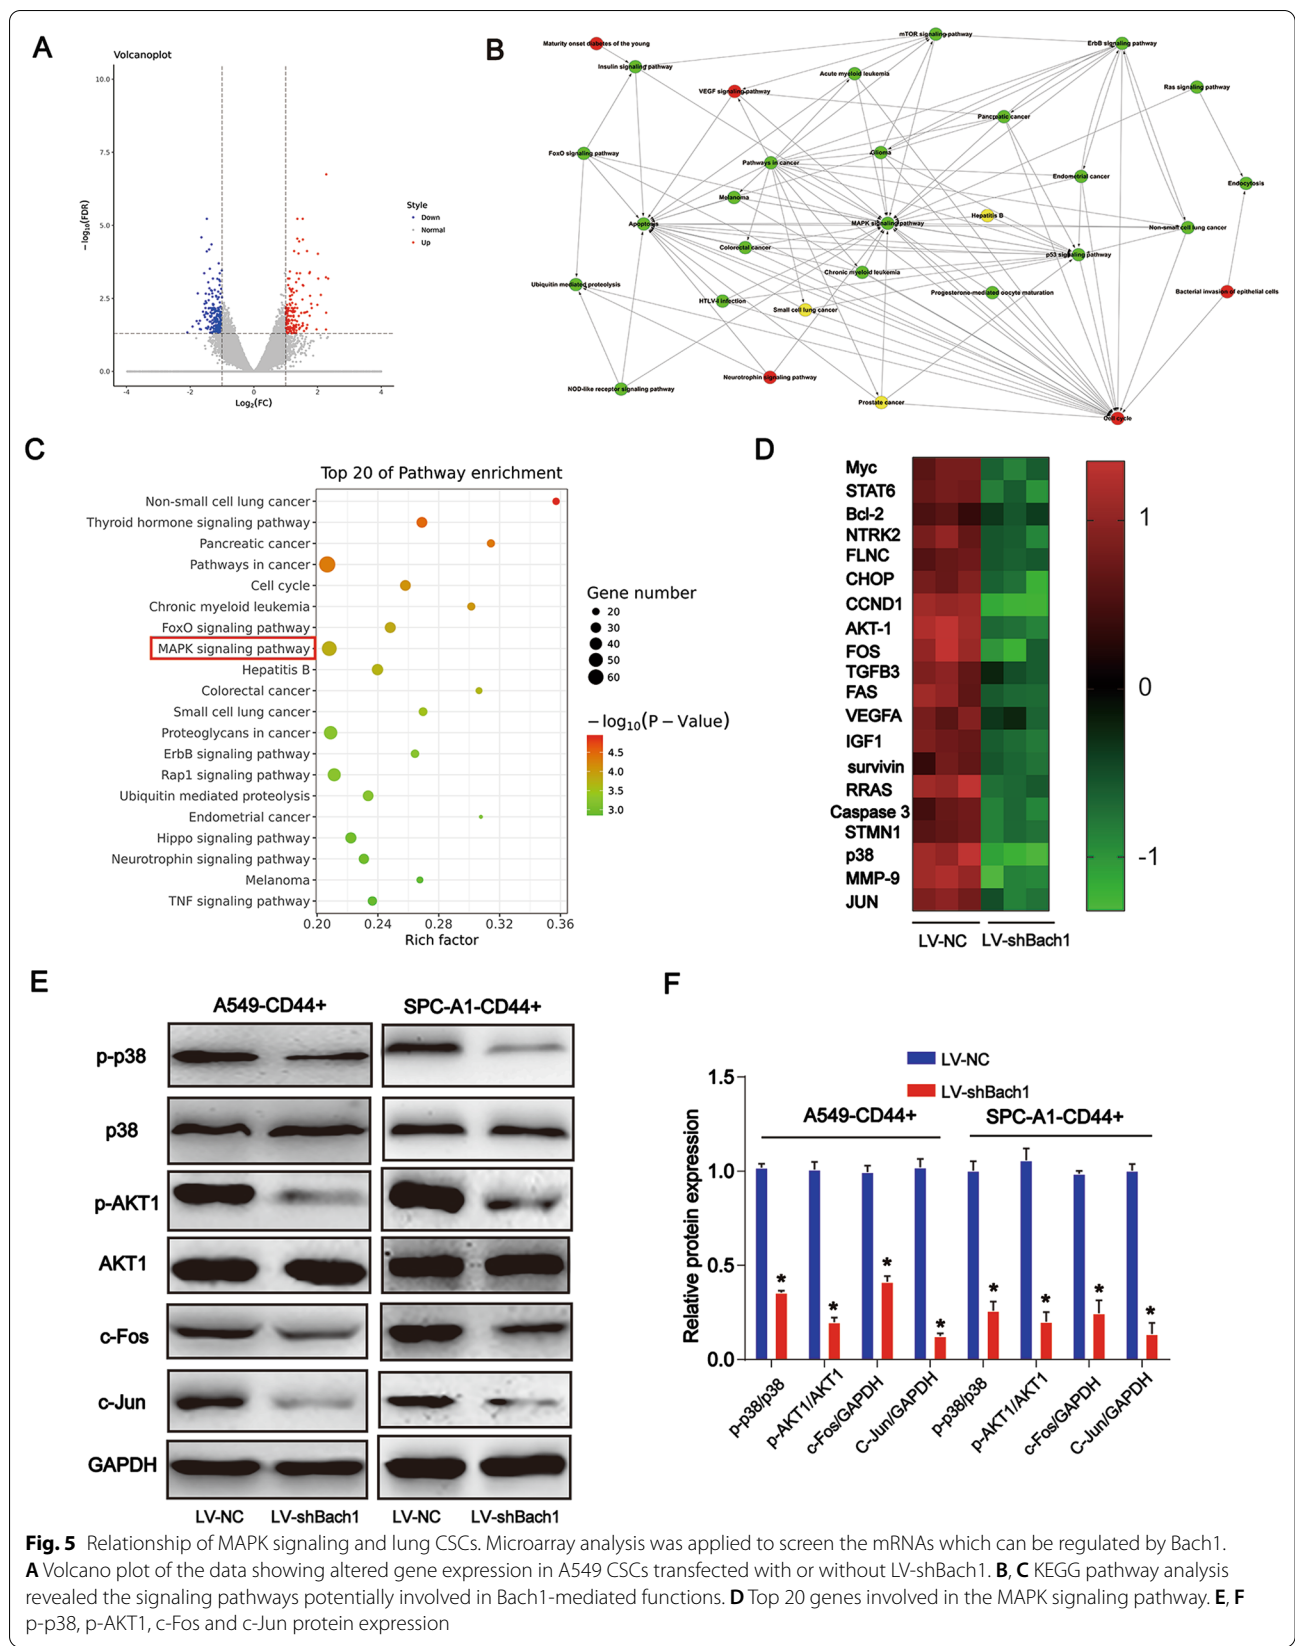 A
Volcanoplot
10.0
7.5
5.0
2.5
0.0
−log10(FDR)
-4
-2
0
2
4
Log2(FC)
Style
Down
Normal
Up
B
mTOR signaling pathway
ErbB signaling pathway
Maturity onset diabetes of the young
Insulin signaling pathway
Acute myeloid leukemia
VEGF signaling pathway
Ras signaling pathway
Pancreatic cancer
FoxO signaling pathway
Glioma
Pathways in cancer
Endometrial cancer
Endocytosis
Melanoma
Hepatitis B
Apoptosis
MAPK signaling pathway
Non-small cell lung cancer
Colorectal cancer
p53 signaling pathway
Chronic myeloid leukemia
Ubiquitin mediated proteolysis
Progesterone-mediated oocyte maturation
Bacterial invasion of epithelial cells
HTLV-I infection
Small cell lung cancer
Neurotrophin signaling pathway
NOD-like receptor signaling pathway
Prostate cancer
Cell cycle
C
Top 20 of Pathway enrichment
Non-small cell lung cancer
Thyroid hormone signaling pathway
Pancreatic cancer
Pathways in cancer
Cell cycle
Chronic myeloid leukemia
FoxO signaling pathway
MAPK signaling pathway
Hepatitis B
Colorectal cancer
Small cell lung cancer
Proteoglycans in cancer
ErbB signaling pathway
Rap1 signaling pathway
Ubiquitin mediated proteolysis
Endometrial cancer
Hippo signaling pathway
Neurotrophin signaling pathway
Melanoma
TNF signaling pathway
0.20
0.24
0.28
0.32
0.36
Rich factor
Gene number
20
30
40
50
60
−log10(P−Value)
4.5
4.0
3.5
3.0
D
Myc
STAT6
Bcl-2
NTRK2
FLNC
CHOP
CCND1
AKT-1
FOS
TGFB3
FAS
VEGFA
IGF1
survivin
RRAS
Caspase 3
STMN1
p38
MMP-9
JUN
LV-NC
LV-shBach1
1
0
-1
E
A549-CD44+
SPC-A1-CD44+
p-p38
p38
p-AKT1
AKT1
c-Fos
c-Jun
GAPDH
LV-NC
LV-shBach1
LV-NC
LV-shBach1
F
LV-NC
LV-shBach1
A549-CD44+
SPC-A1-CD44+
Relative protein expression
1.5
1.0
0.5
0.0
*
*
*
*
*
*
*
*
p-p38/p38
p-AKT1/AKT1
c-Fos/GAPDH
C-Jun/GAPDH
p-p38/p38
p-AKT1/AKT1
c-Fos/GAPDH
C-Jun/GAPDH
Fig. 5 Relationship of MAPK signaling and lung CSCs. Microarray analysis was applied to screen the mRNAs which can be regulated by Bach1.
A Volcano plot of the data showing altered gene expression in A549 CSCs transfected with or without LV-shBach1. B, C KEGG pathway analysis
revealed the signaling pathways potentially involved in Bach1-mediated functions. D Top 20 genes involved in the MAPK signaling pathway. E, F
p-p38, p-AKT1, c-Fos and c-Jun protein expression